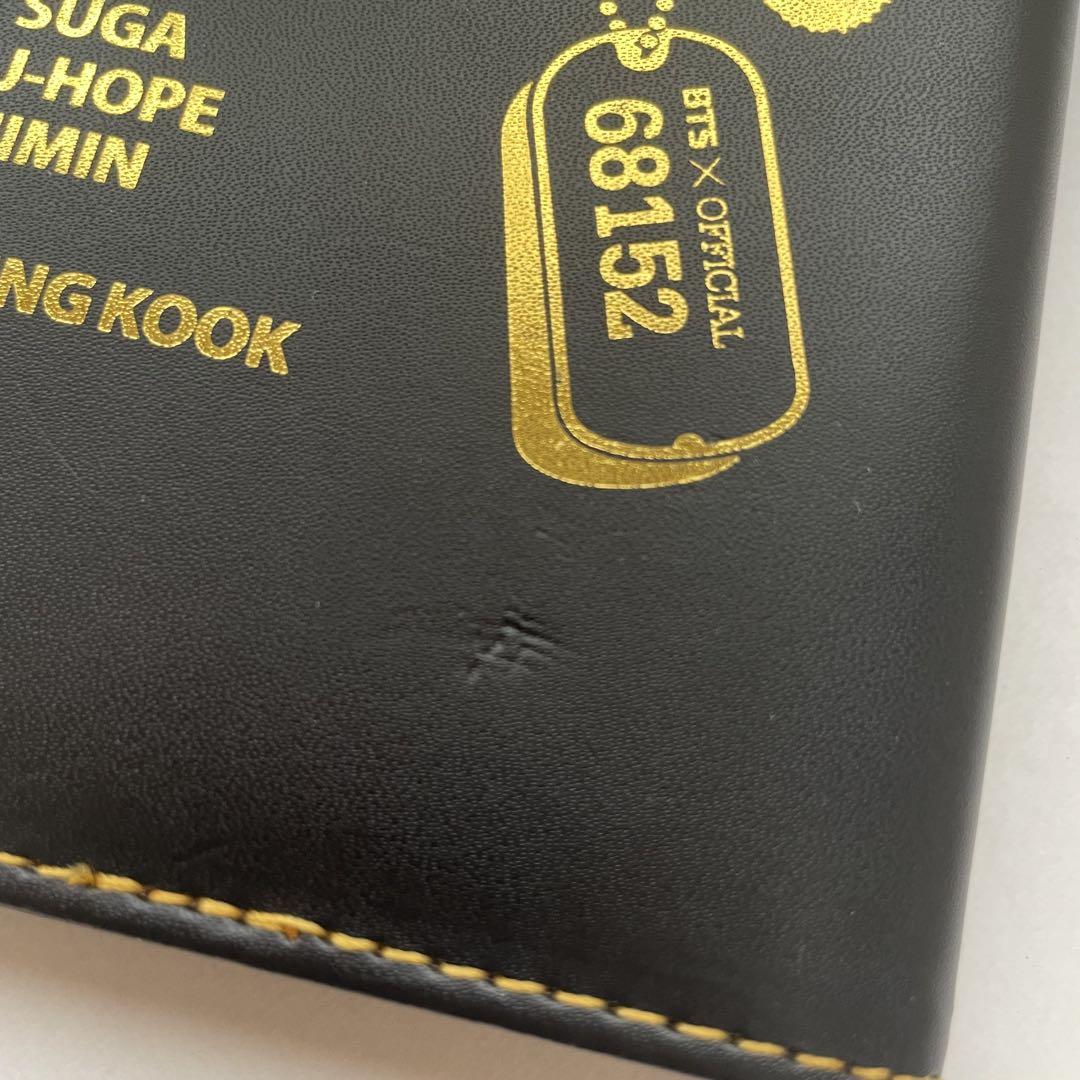 SUGA
J-HOPE
IMIN
NG KOOK
BTS X OFFICIAL
68152